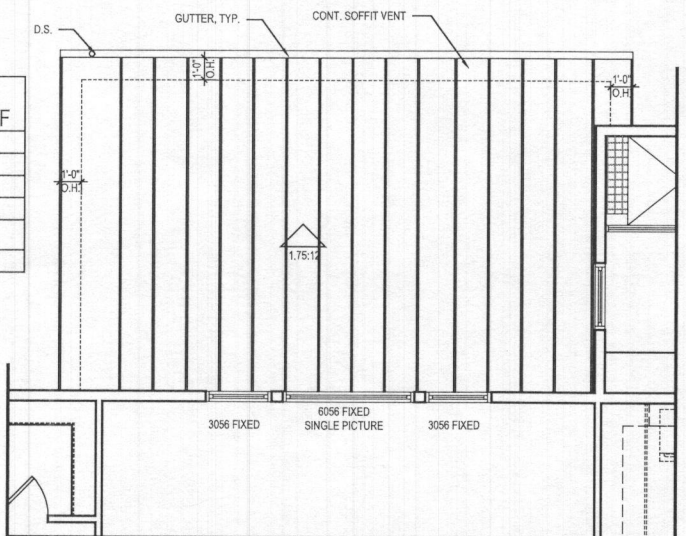 GUTTER, TYP.
CONT. SOFFIT VENT
D.S.
1'-0"
O.H.
1'-0"
O.H.
F
1'-0"
O.H.
1.75:12
3056 FIXED
6056 FIXED
SINGLE PICTURE
3056 FIXED